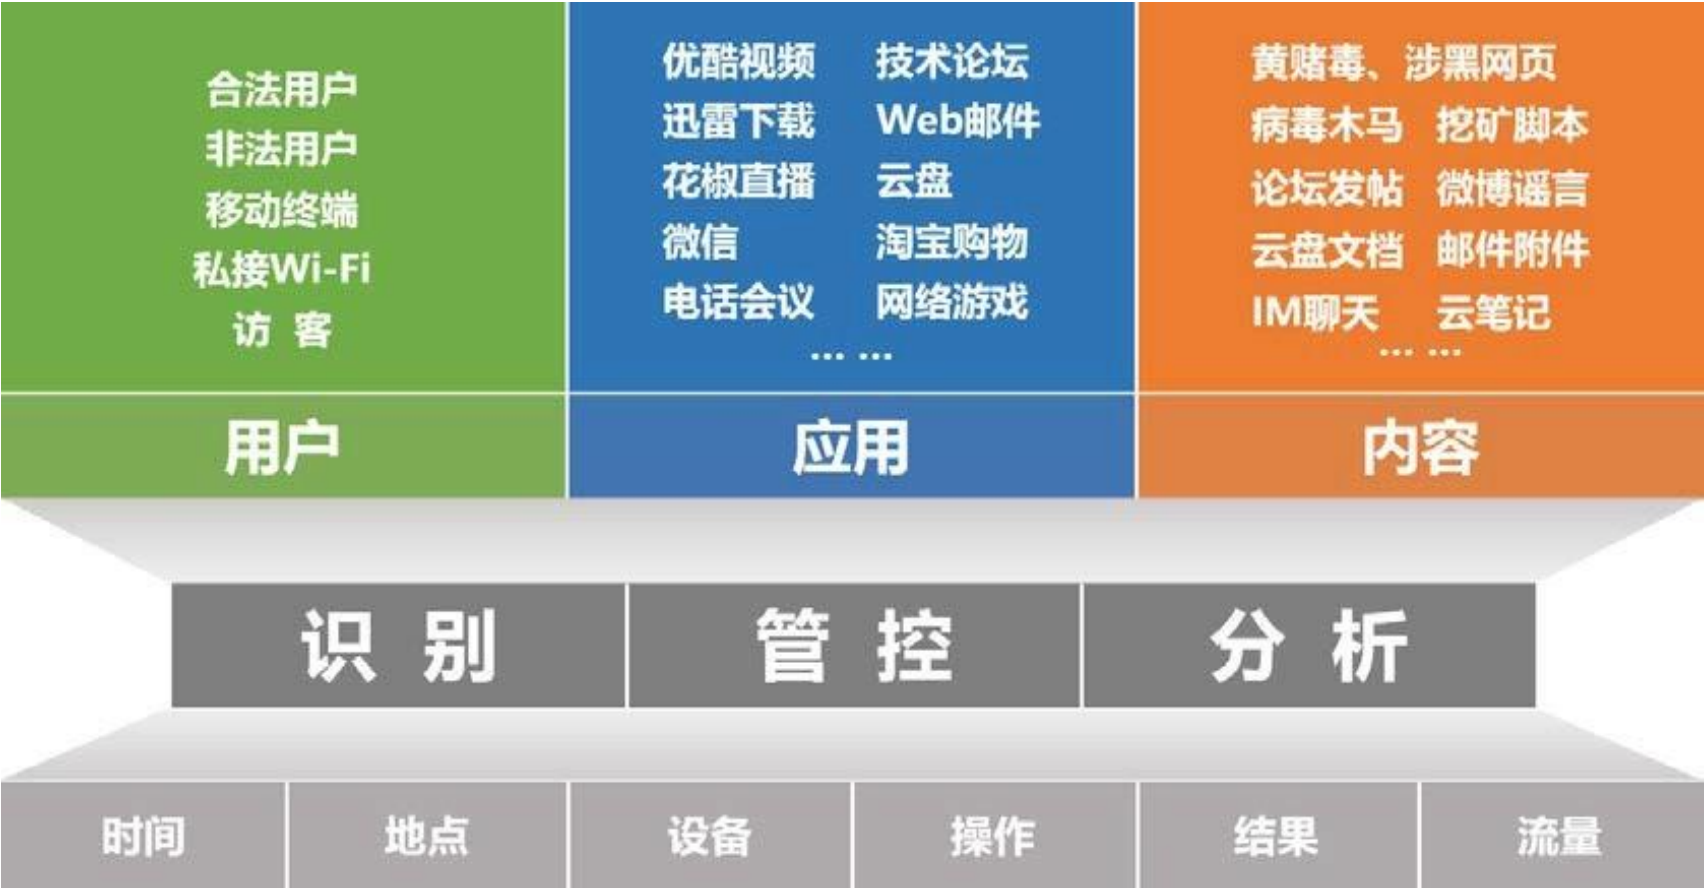 合法用户
非法用户
移动终端
私接Wi-Fi
访 客
用户
优酷视频 技术论坛
迅雷下载 Web邮件
花椒直播 云盘
微信 淘宝购物
电话会议 网络游戏
... ...
应用
黄赌毒、涉黑网页
病毒木马 挖矿脚本
论坛发帖 微博谣言
云盘文档 邮件附件
IM聊天 云笔记
... ...
内容
识 别 管 控 分 析
时间 地点 设备 操作 结果 流量